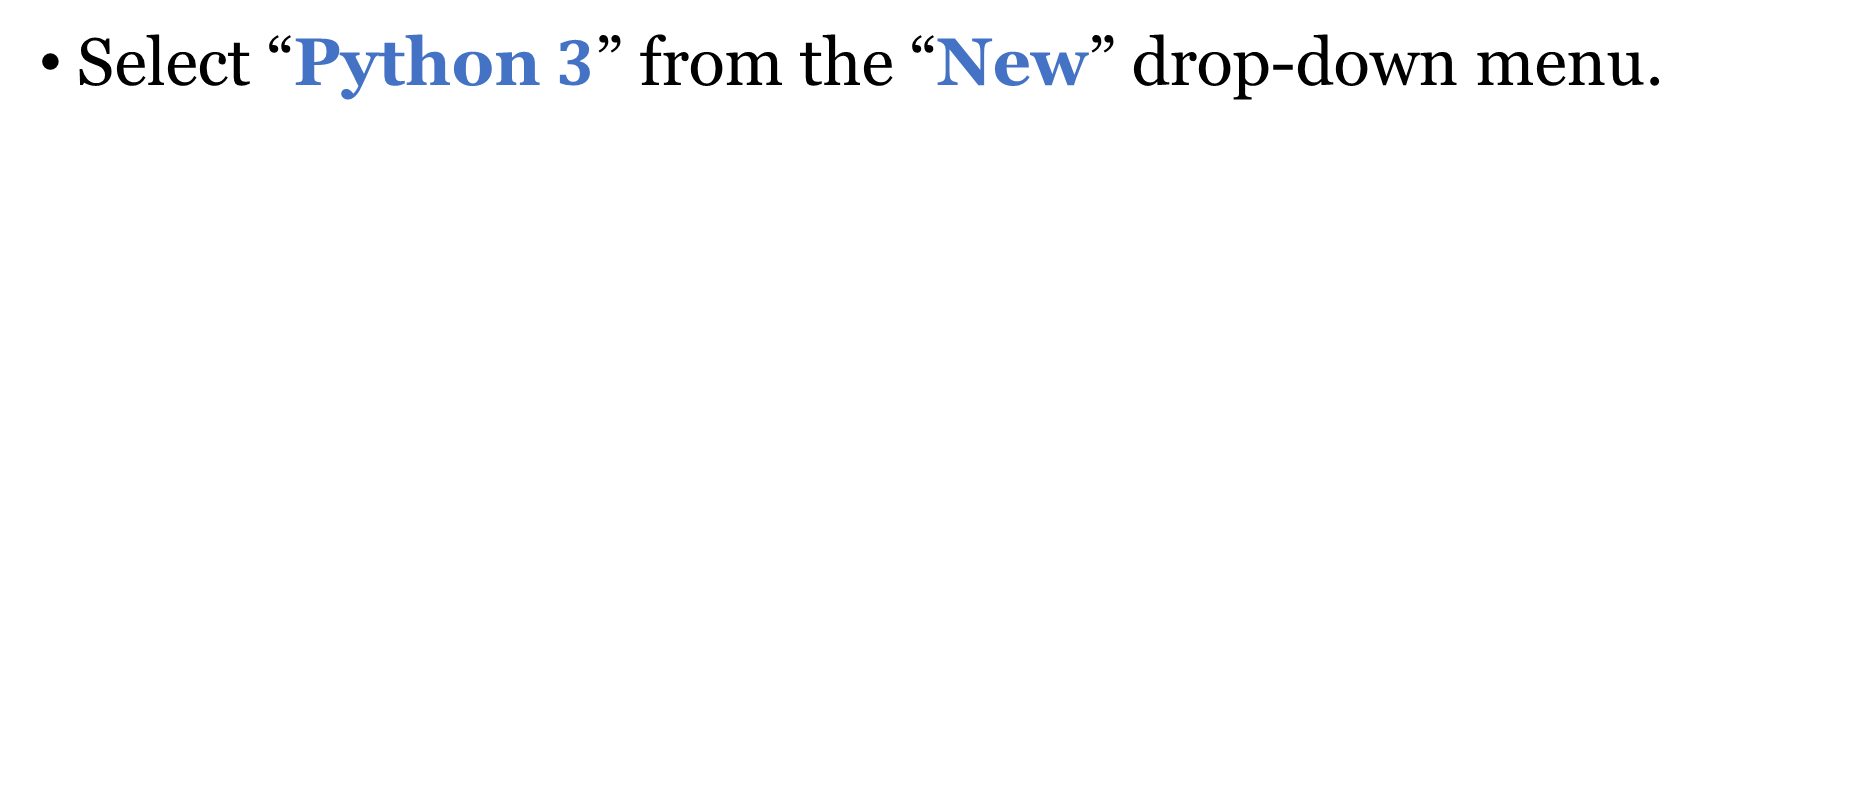 • Select “Python 3” from the “New” drop-down menu.